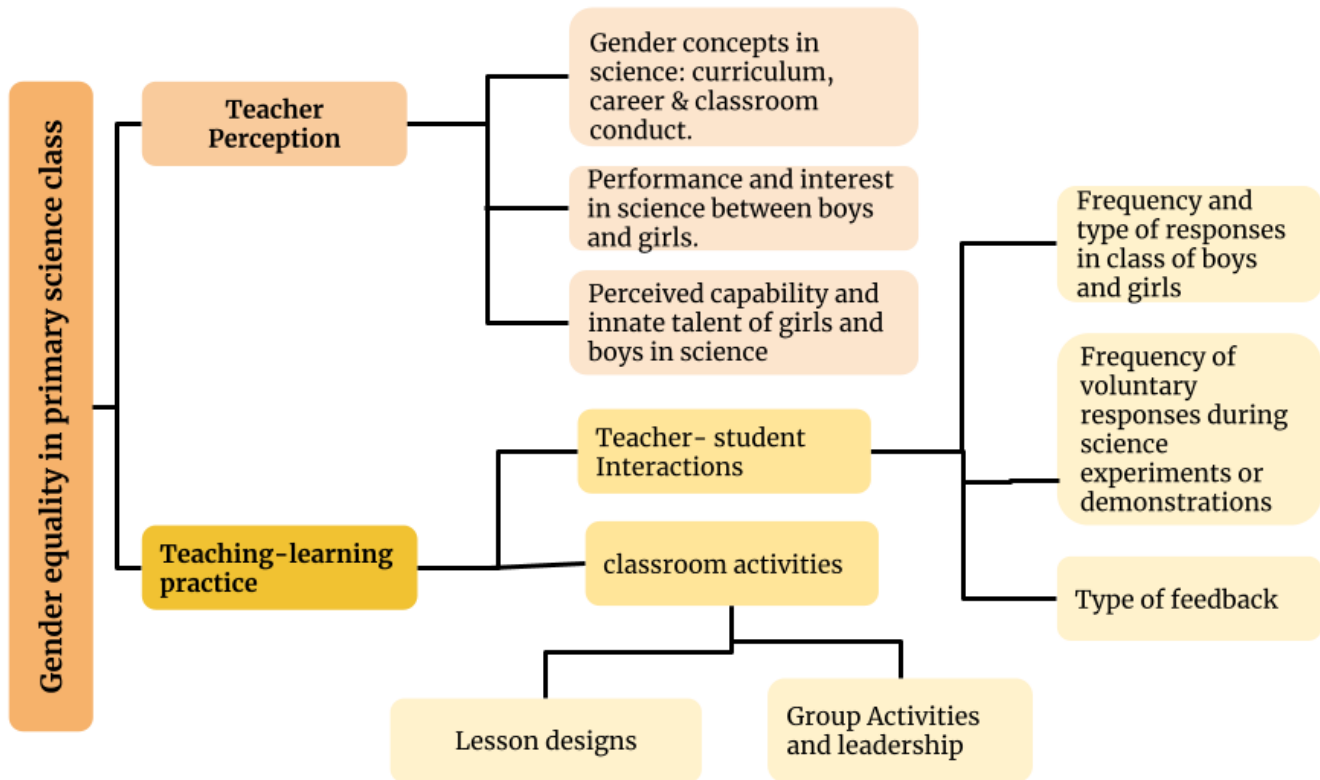 Gender equality in primary science class
Teacher
Perception
Gender concepts in
science: curriculum,
career & classroom
conduct.
Performance and interest
in science between boys
and girls.
Perceived capability and
innate talent of girls and
boys in science
Teaching-learning
practice
Teacher- student
Interactions
Frequency and
type of responses
in class of boys
and girls
Frequency of
voluntary
responses during
science
experiments or
demonstrations
Type of feedback
classroom activities
Lesson designs
Group Activities
and leadership